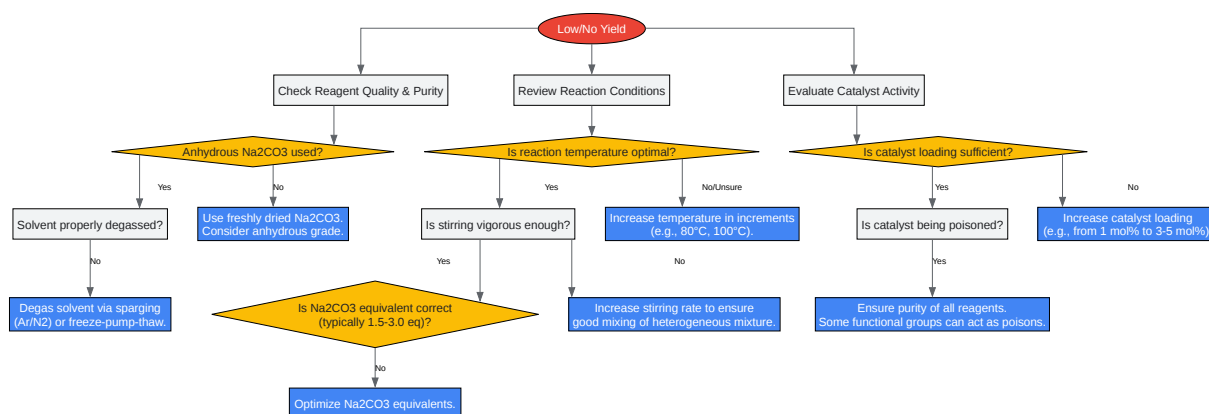 Low/No Yield
Check Reagent Quality & Purity
Review Reaction Conditions
Evaluate Catalyst Activity
Anhydrous Na2CO3 used?
Is reaction temperature optimal?
Is catalyst loading sufficient?
Yes
No
Yes
No/Unsure
Yes
No
Solvent properly degassed?
Use freshly dried Na2CO3.
Consider anhydrous grade.
Is stirring vigorous enough?
Increase temperature in increments
(e.g., 80°C, 100°C).
Is catalyst being poisoned?
Increase catalyst loading
(e.g., from 1 mol% to 3-5 mol%)
No
Yes
No
Yes
Degas solvent via sparging
(Ar/N2) or freeze-pump-thaw.
Is Na2CO3 equivalent correct
(typically 1.5-3.0 eq)?
Increase stirring rate to ensure
good mixing of heterogeneous mixture.
Ensure purity of all reagents.
Some functional groups can act as poisons.
No
Optimize Na2CO3 equivalents.